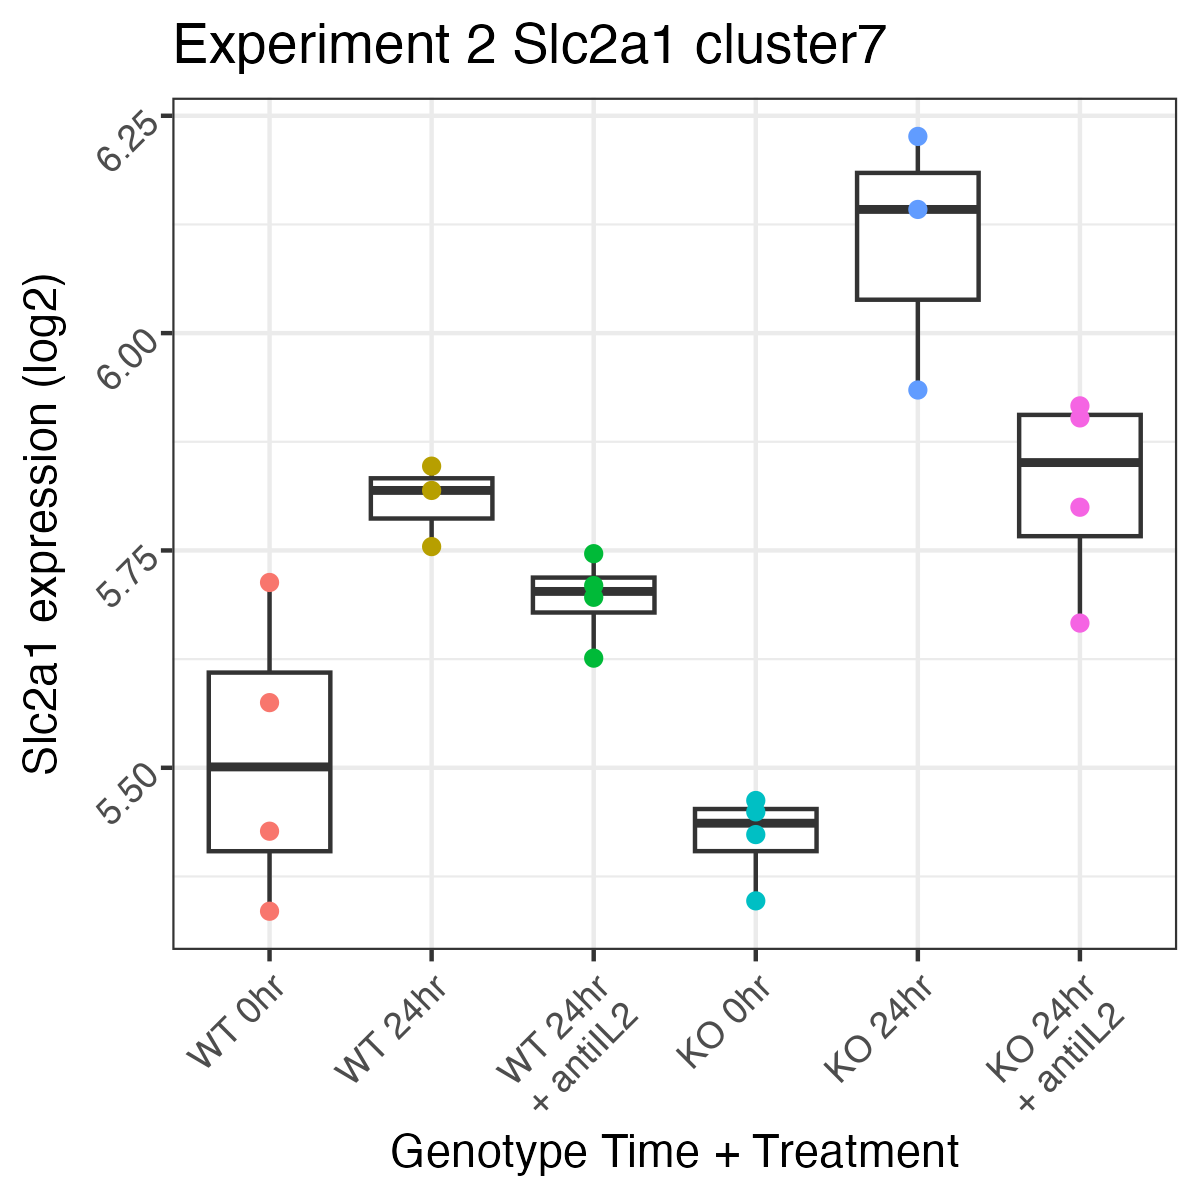 Experiment 2 Slc2a1 cluster7
Slc2a1 expression (log2)
6.25
6.00
5.75
5.50
WT 0hr
WT 24hr
WT 24hr
+ antiIL2
KO 0hr
KO 24hr
KO 24hr
+ antiIL2
Genotype Time + Treatment